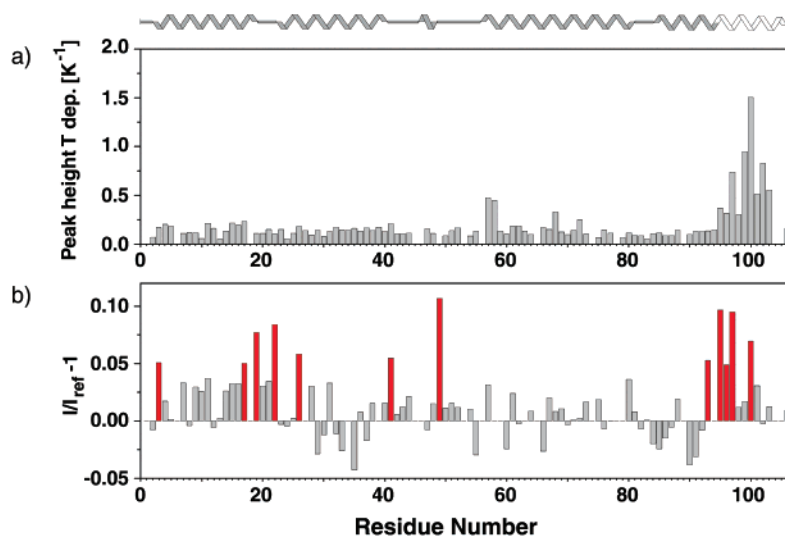 a)
Peak height T dep. [K⁻¹]
2.0
1.5
1.0
0.5
0.0
0 20 40 60 80 100
b)
I/I_ref -1
0.10
0.05
0.00
-0.05
0 20 40 60 80 100
Residue Number